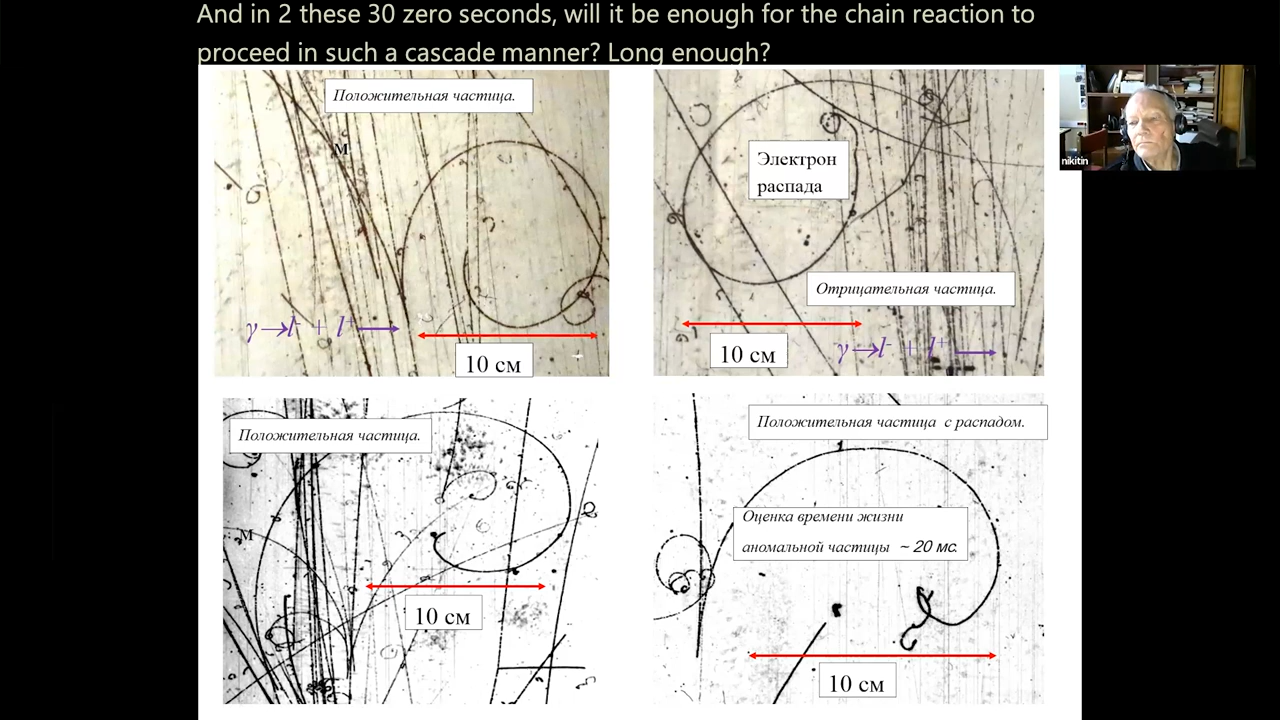 And in 2 these 30 zero seconds, will it be enough for the chain reaction to
proceed in such a cascade manner? Long enough?
Положительная частица.
м
γ→l⁻ + l⁺
10 см
Электрон
распада
Отрицательная частица.
10 см
γ→l⁻ + l⁺
nikitin
Положительная частица.
м
10 см
Положительная частица с распадом.
Оценка времени жизни
аномальной частицы ~ 20 мс.
10 см